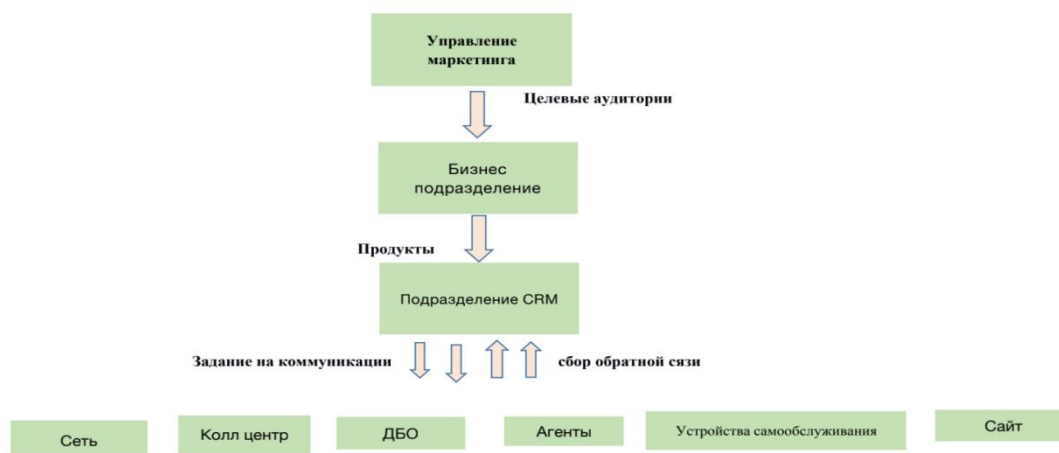 Управление
маркетинга
Целевые аудитории
Бизнес
подразделение
Продукты
Подразделение CRM
Задание на коммуникации
сбор обратной сязи
Сеть
Колл центр
ДБО
Агенты
Устройства самообслуживания
Сайт